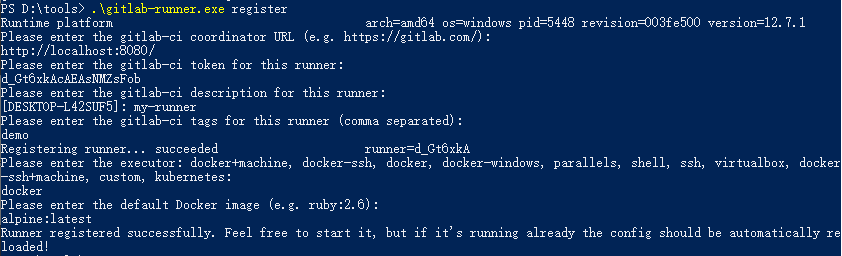 PS D:\tools> .\gitlab-runner.exe register
Runtime platform                                    arch=amd64 os=windows pid=5448 revision=003fe500 version=12.7.1
Please enter the gitlab-ci coordinator URL (e.g. https://gitlab.com/):
http://localhost:8080/
Please enter the gitlab-ci token for this runner:
d_Gt6xkAcAEAsNMZsFob
Please enter the gitlab-ci description for this runner:
[DESKTOP-L42SUF5]: my-runner
Please enter the gitlab-ci tags for this runner (comma separated):
demo
Registering runner... succeeded                     runner=d_Gt6xkA
Please enter the executor: docker+machine, docker-ssh, docker, docker-windows, parallels, shell, ssh, virtualbox, docker
-ssh+machine, custom, kubernetes:
docker
Please enter the default Docker image (e.g. ruby:2.6):
alpine:latest
Runner registered successfully. Feel free to start it, but if it's running already the config should be automatically re
loaded!